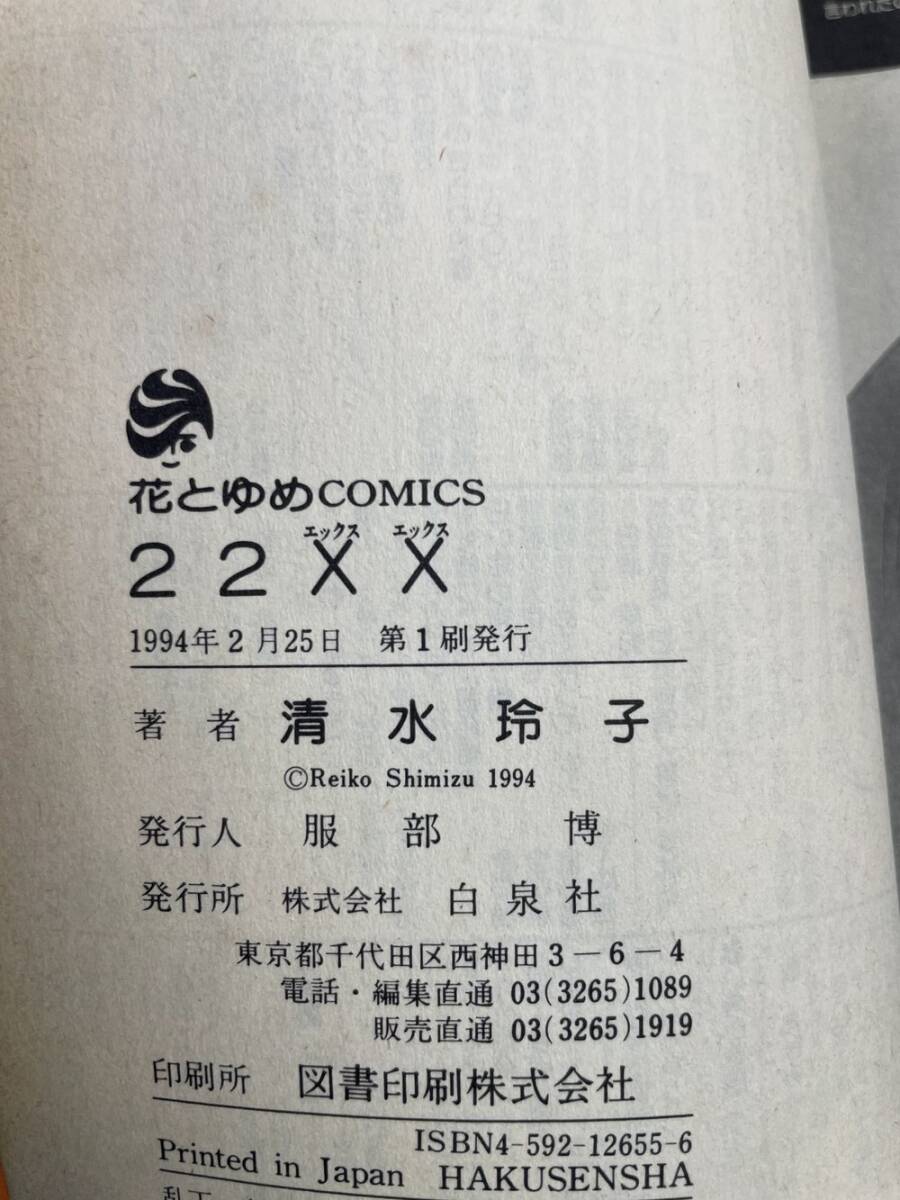 言われた
花とゆめCOMICS
エックス エックス
22XX
1994年2月25日 第1刷発行
著者 清水玲子
©Reiko Shimizu 1994
発行人 服部 博
発行所 株式会社 白泉社
東京都千代田区西神田3-6-4
電話・編集直通 03(3265)1089
販売直通 03(3265)1919
印刷所 図書印刷株式会社
ISBN4-592-12655-6
Printed in Japan HAKUSENSHA